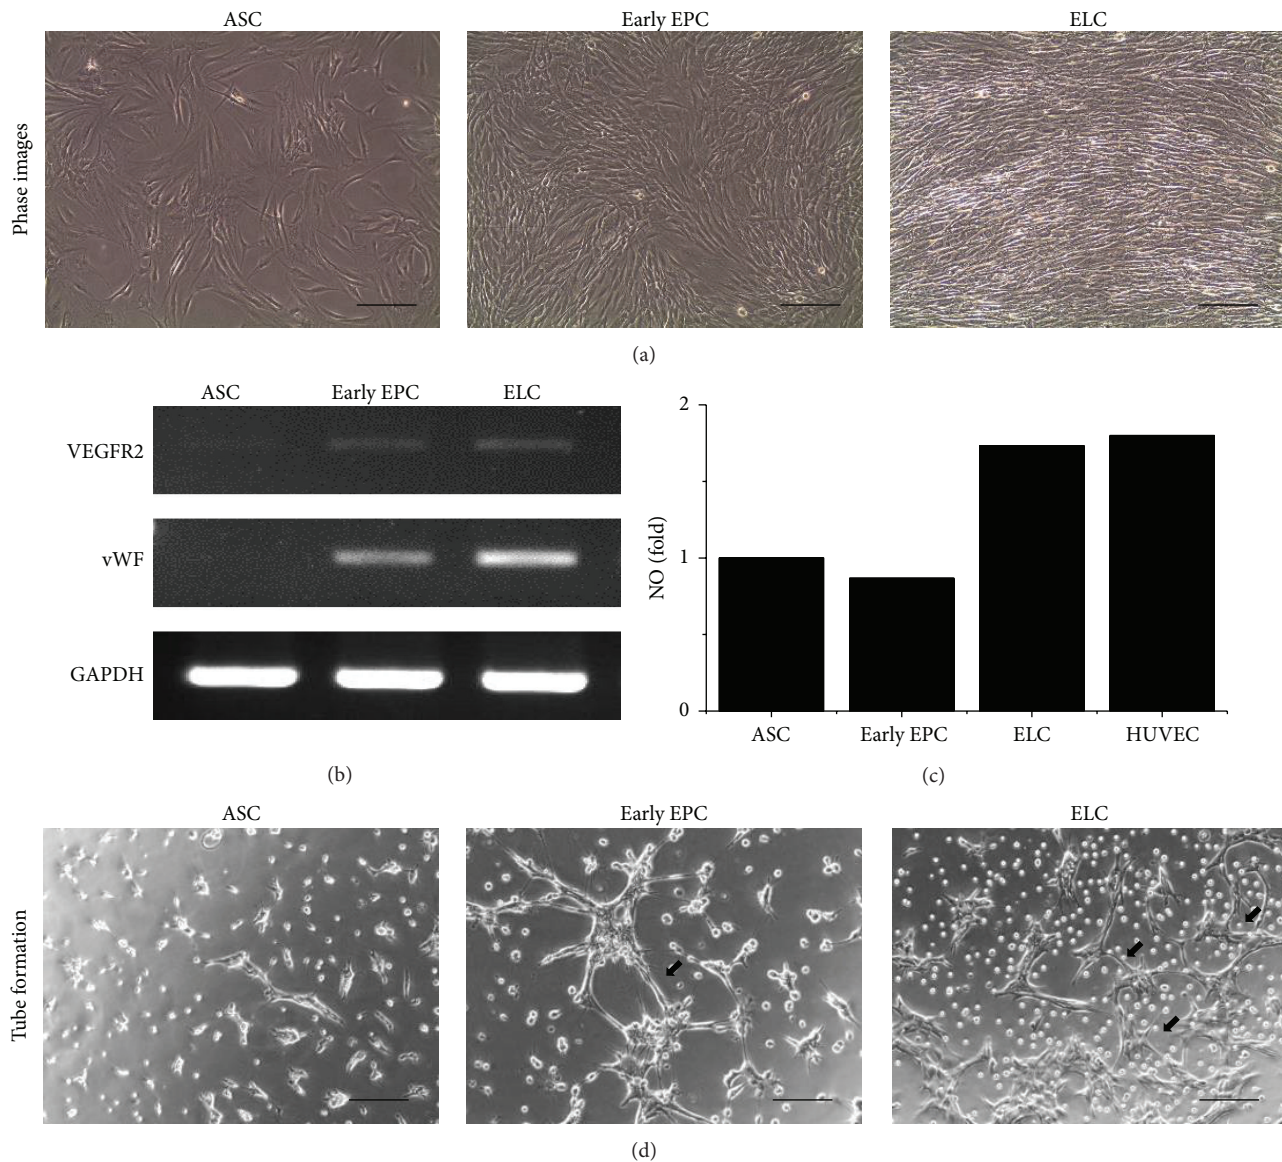 ASC Early EPC ELC
Phase images
(a)
ASC Early EPC ELC
VEGFR2
vWF
GAPDH
(b)
2
1
0
NO (fold)
ASC Early EPC ELC HUVEC
(c)
ASC Early EPC ELC
Tube formation
(d)